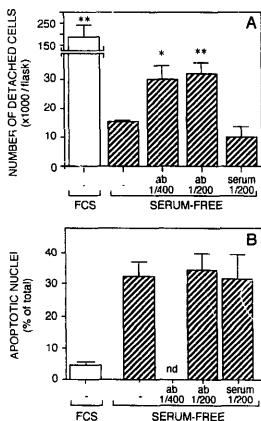 A
NUMBER OF DETACHED CELLS
(x1000 / flask)
250
150
50
30
20
10
0
**
*
**
-
-
ab
1/400
ab
1/200
serum
1/200
FCS
SERUM-FREE
B
APOPTOTIC NUCLEI
(% of total)
40
30
20
10
0
nd
-
-
ab
1/400
ab
1/200
serum
1/200
FCS
SERUM-FREE